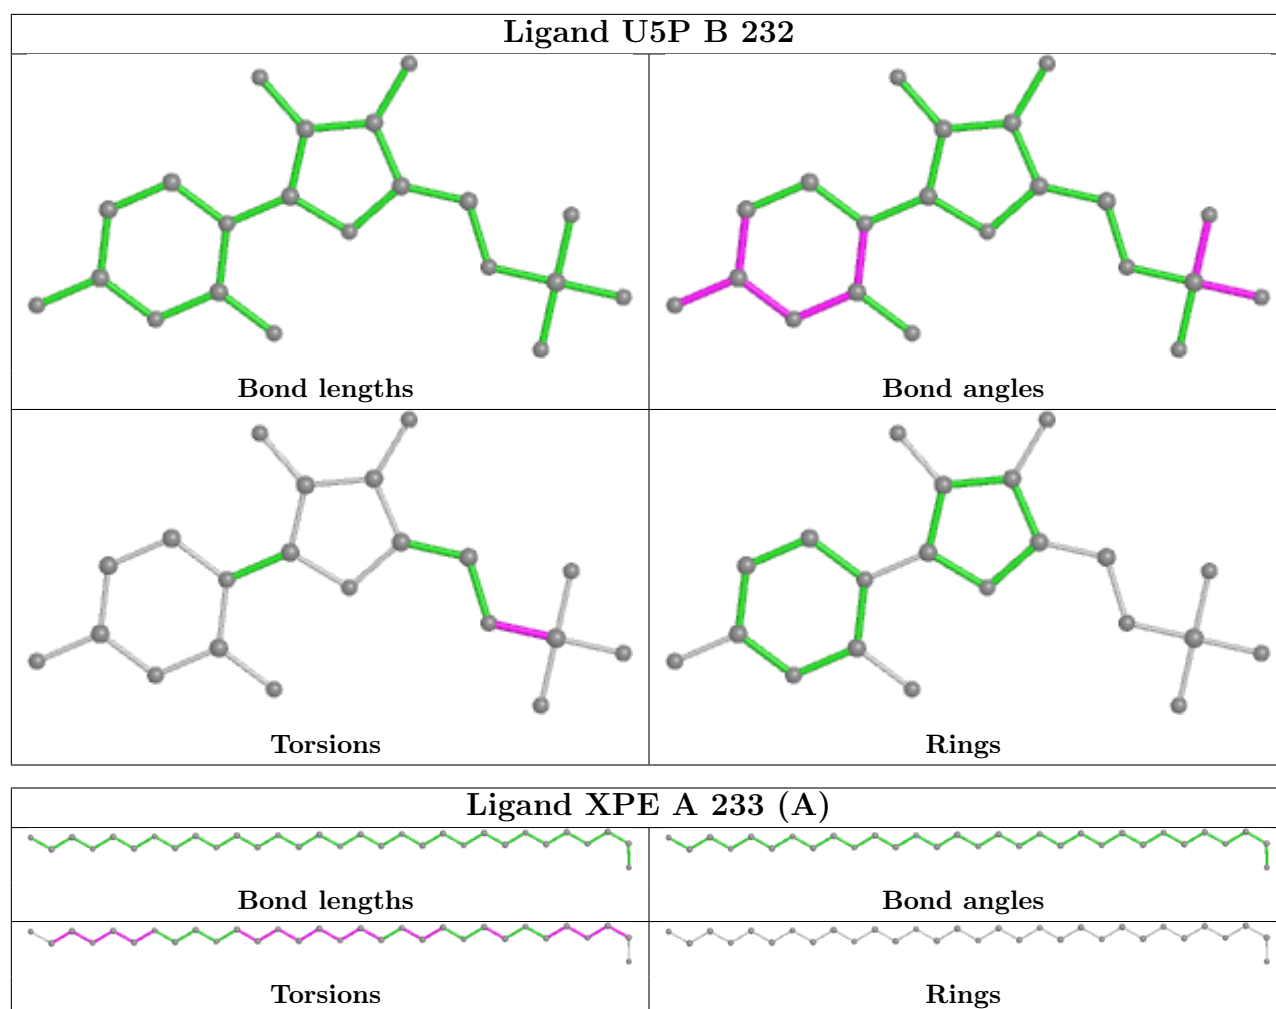 Ligand U5P B 232
Bond lengths
Bond angles
Torsions
Rings
Ligand XPE A 233 (A)
Bond lengths
Bond angles
Torsions
Rings